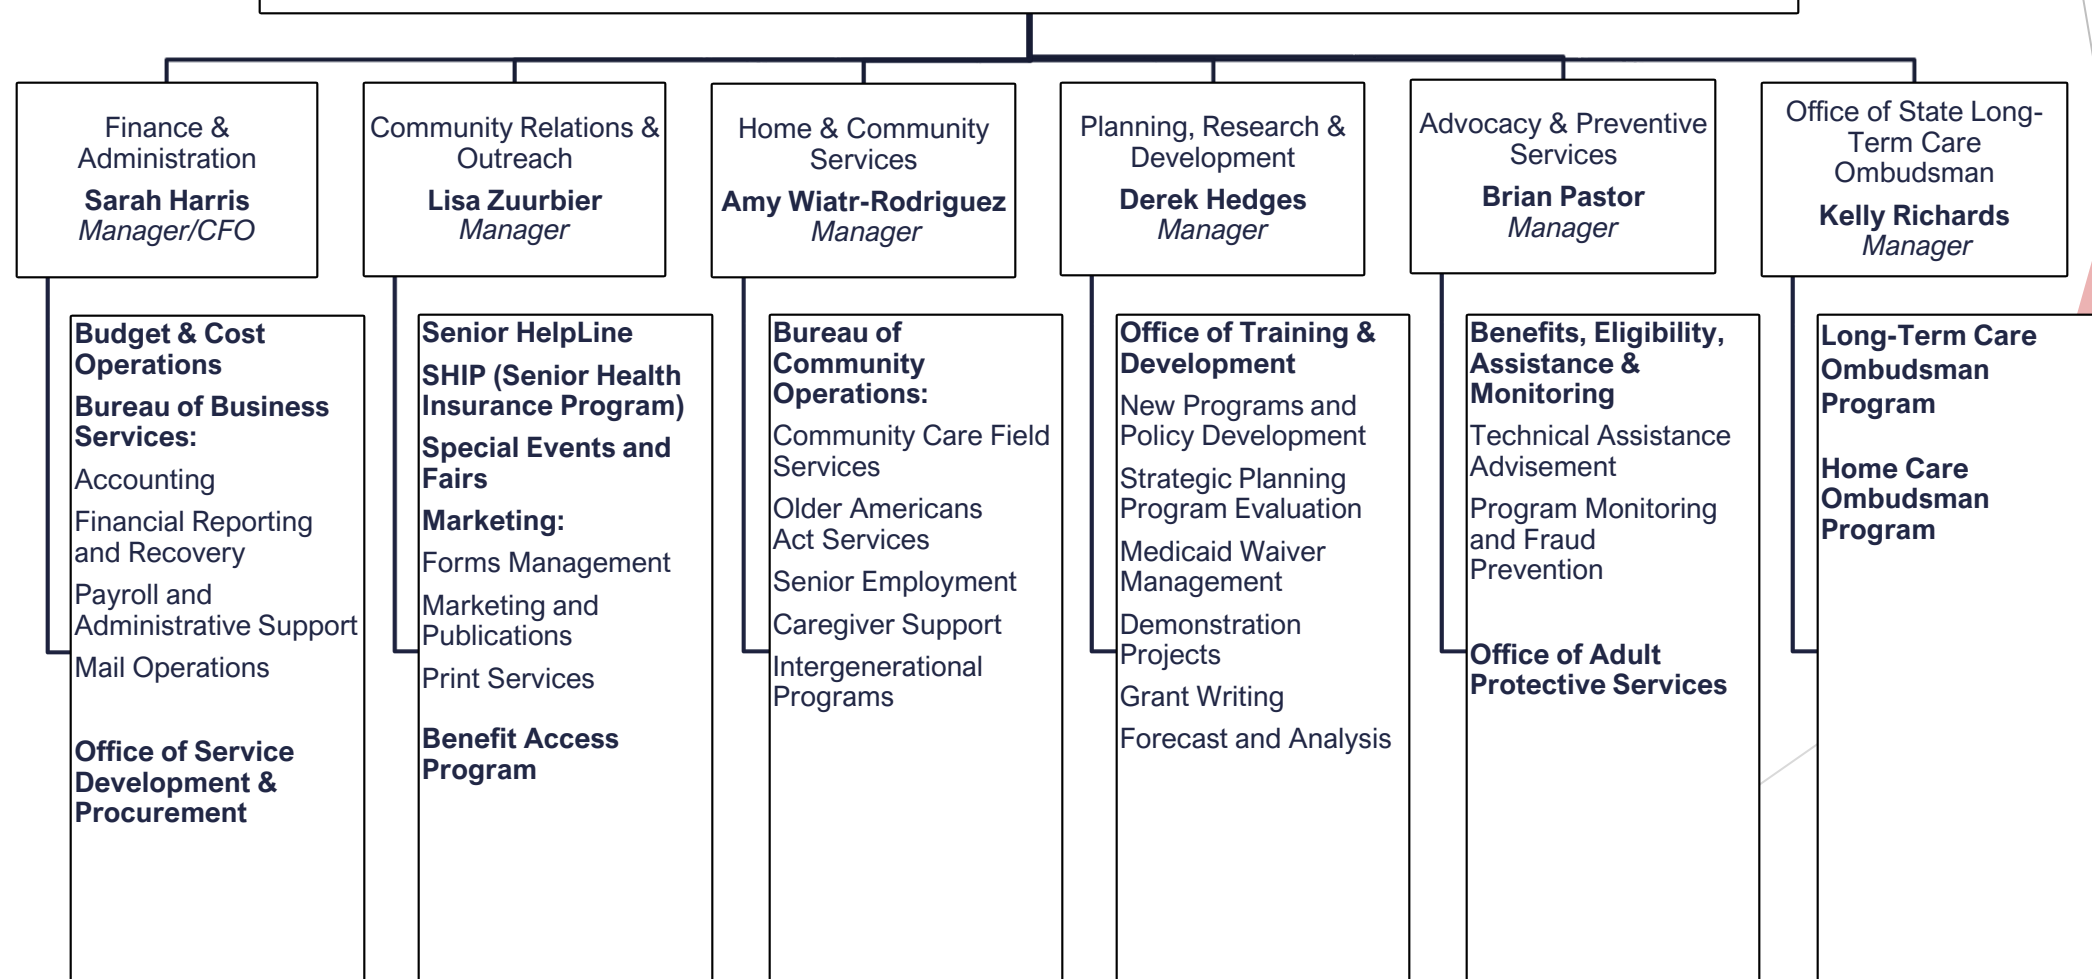 Finance &
Administration
Sarah Harris
Manager/CFO
Budget & Cost
Operations
Bureau of Business
Services:
Accounting
Financial Reporting
and Recovery
Payroll and
Administrative Support
Mail Operations
Office of Service
Development &
Procurement
Community Relations &
Outreach
Lisa Zuurbier
Manager
Senior HelpLine
SHIP (Senior Health
Insurance Program)
Special Events and
Fairs
Marketing:
Forms Management
Marketing and
Publications
Print Services
Benefit Access
Program
Home & Community
Services
Amy Wiatr-Rodriguez
Manager
Bureau of
Community
Operations:
Community Care Field
Services
Older Americans
Act Services
Senior Employment
Caregiver Support
Intergenerational
Programs
Planning, Research &
Development
Derek Hedges
Manager
Office of Training &
Development
New Programs and
Policy Development
Strategic Planning
Program Evaluation
Medicaid Waiver
Management
Demonstration
Projects
Grant Writing
Forecast and Analysis
Advocacy & Preventive
Services
Brian Pastor
Manager
Benefits, Eligibility,
Assistance &
Monitoring
Technical Assistance
Advisement
Program Monitoring
and Fraud
Prevention
Office of Adult
Protective Services
Office of State Long-
Term Care
Ombudsman
Kelly Richards
Manager
Long-Term Care
Ombudsman
Program
Home Care
Ombudsman
Program